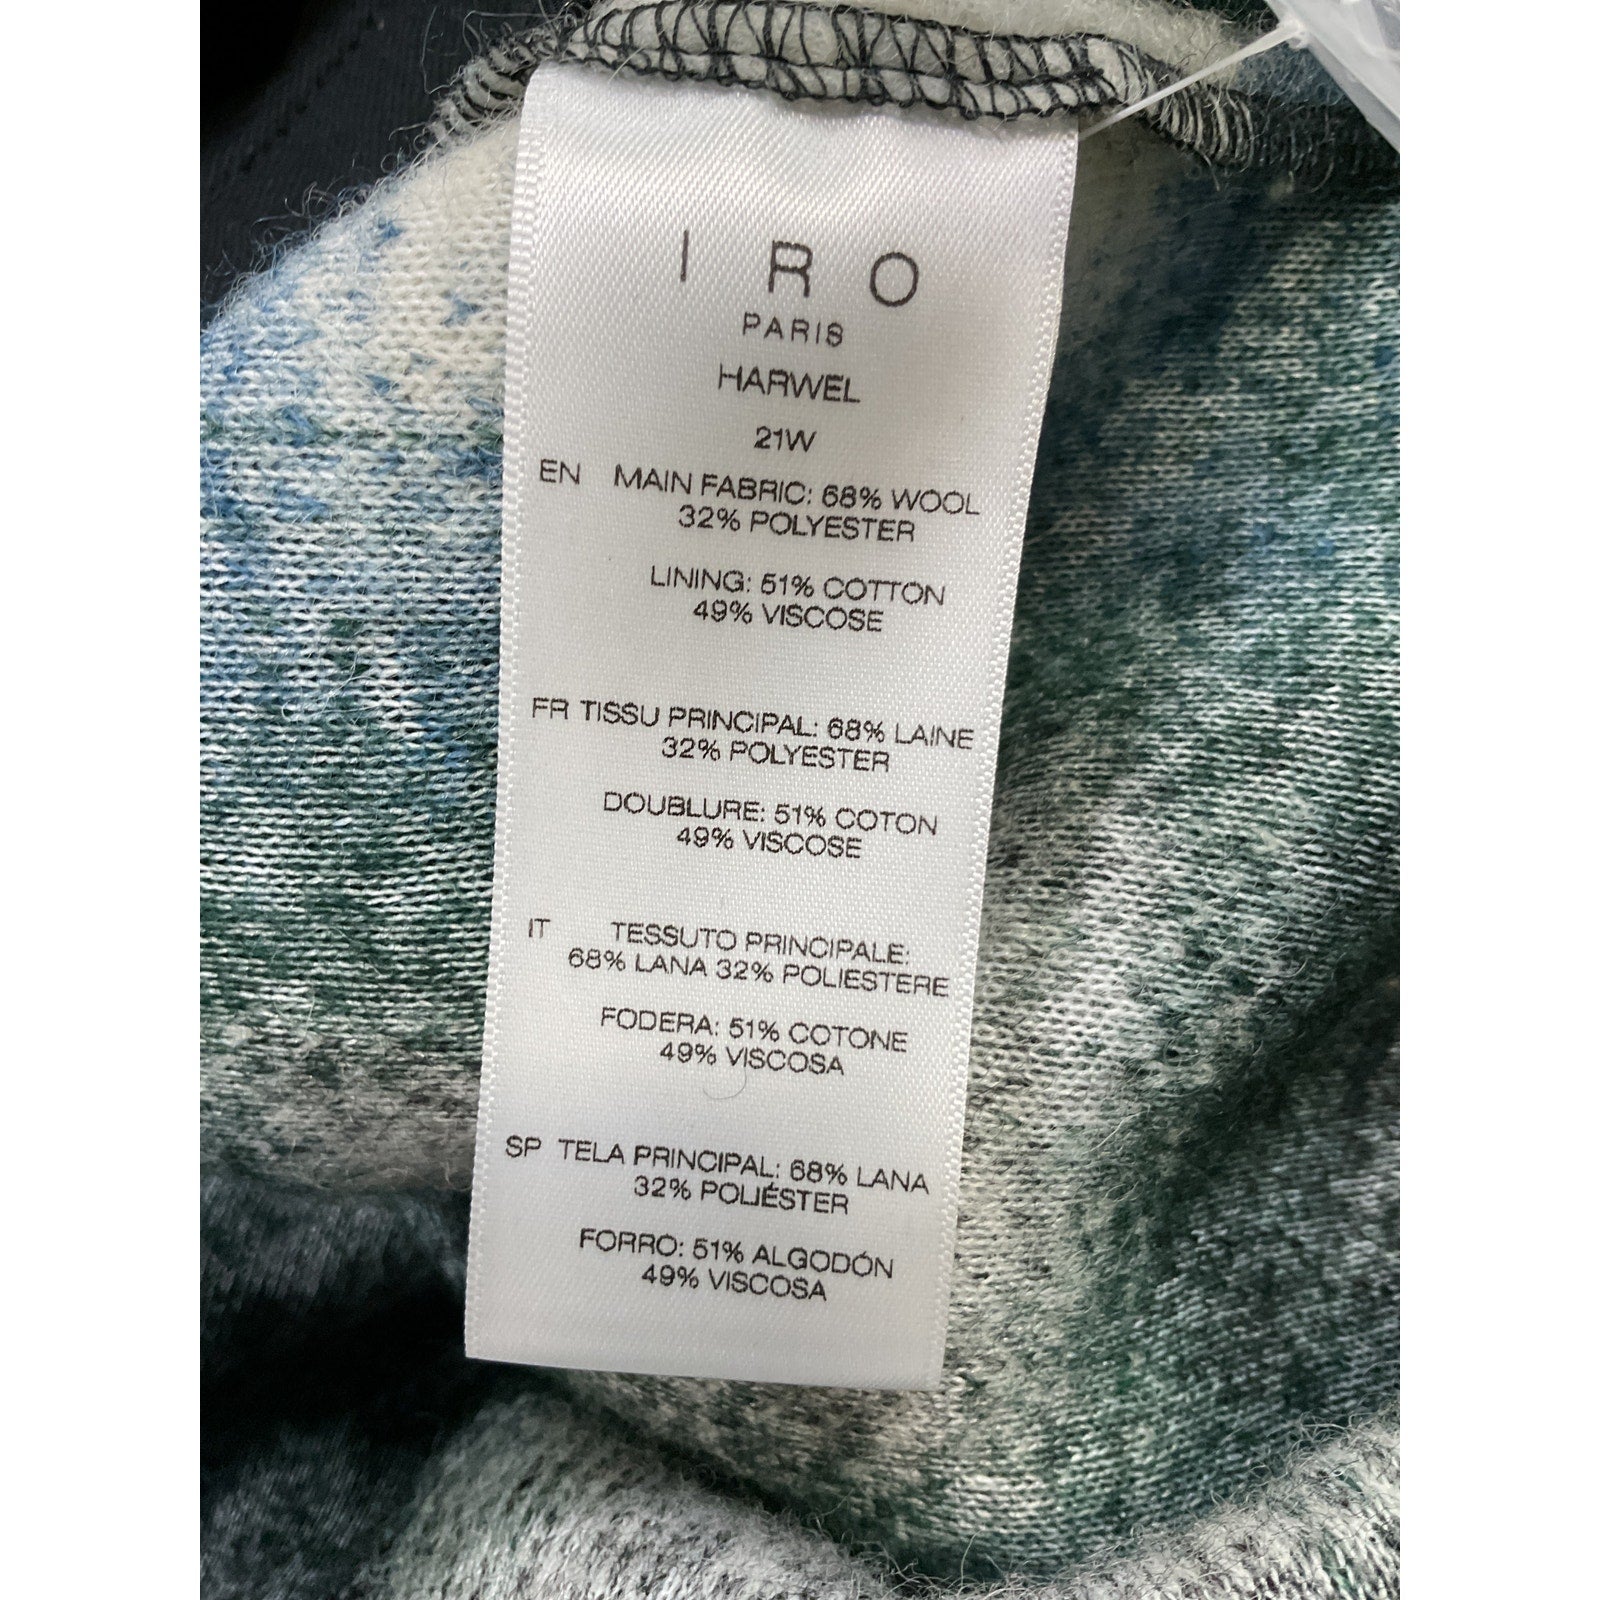 IRO
PARIS
HARWEL
21W
EN MAIN FABRIC: 68% WOOL
32% POLYESTER
LINING: 51% COTTON
49% VISCOSE
FR TISSU PRINCIPAL: 68% LAINE
32% POLYESTER
DOUBLURE: 51% COTON
49% VISCOSE
IT TESSUTO PRINCIPALE:
68% LANA 32% POLIESTERE
FODERA: 51% COTONE
49% VISCOSA
SP TELA PRINCIPAL: 68% LANA
32% POLIÉSTER
FORRO: 51% ALGODÓN
49% VISCOSA